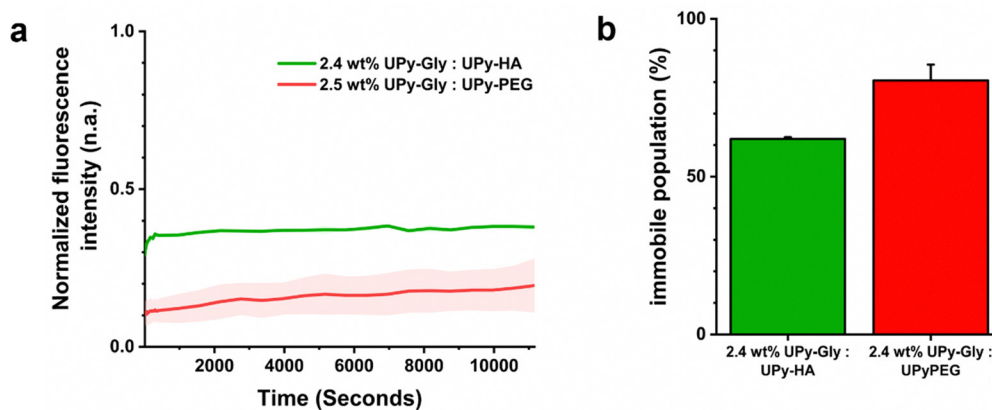 a
1.0
0.5
0.0
Normalized fluorescence
intensity (n.a.)
2.4 wt% UPy-Gly : UPy-HA
2.5 wt% UPy-Gly : UPy-PEG
2000 4000 6000 8000 10000
Time (Seconds)
b
100
50
0
immobile population (%)
2.4 wt% UPy-Gly :
UPy-HA
2.4 wt% UPy-Gly :
UPyPEG